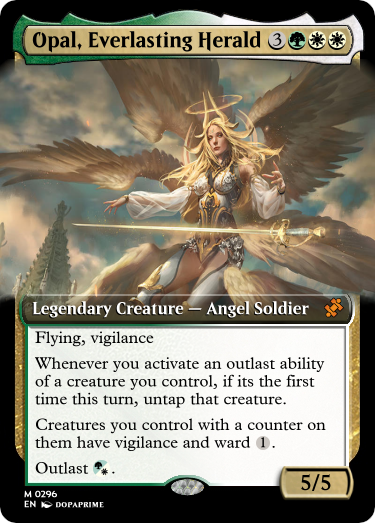 Opal, Everlasting Herald 3
Legendary Creature — Angel Soldier
Flying, vigilance
Whenever you activate an outlast ability
of a creature you control, if its the first
time this turn, untap that creature.
Creatures you control with a counter on
them have vigilance and ward 1.
Outlast .
5/5
M 0296
EN DOPAPRIME